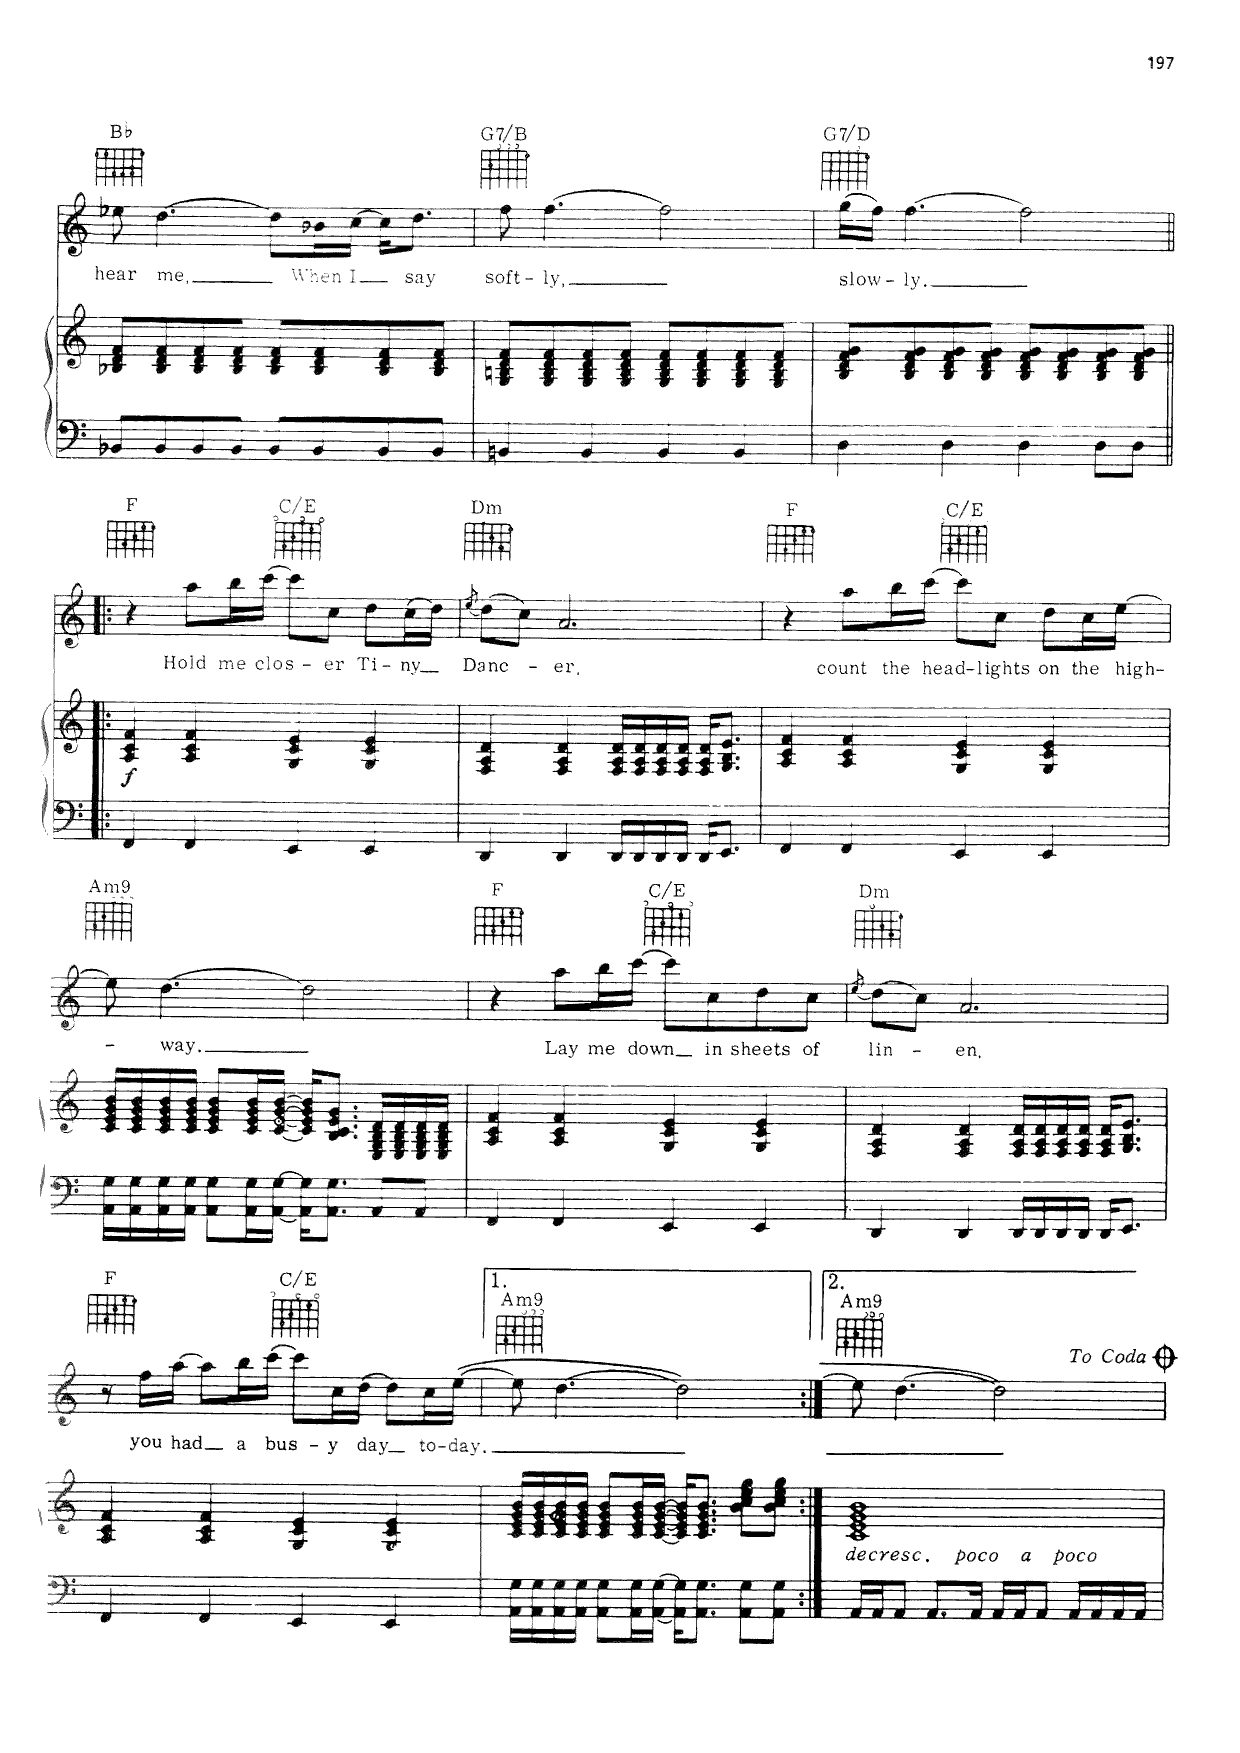 197
B♭ G7/B G7/D
hear me, When I say soft - ly, slow - ly.
F C/E Dm F C/E
Hold me clos - er Ti - ny Danc - er, count the head-lights on the high-
f
Am9 F C/E Dm
- way. Lay me down in sheets of lin - en,
F C/E 1. Am9 2. Am9
To Coda
you had a bus - y day to-day.
decresc. poco a poco